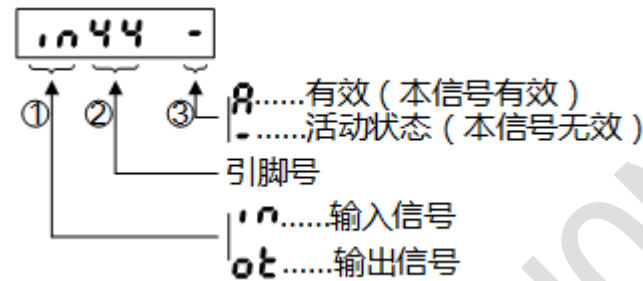 in44 -
① ② ③
A……有效（本信号有效）
-……活动状态（本信号无效）
引脚号
in……输入信号
ot……输出信号